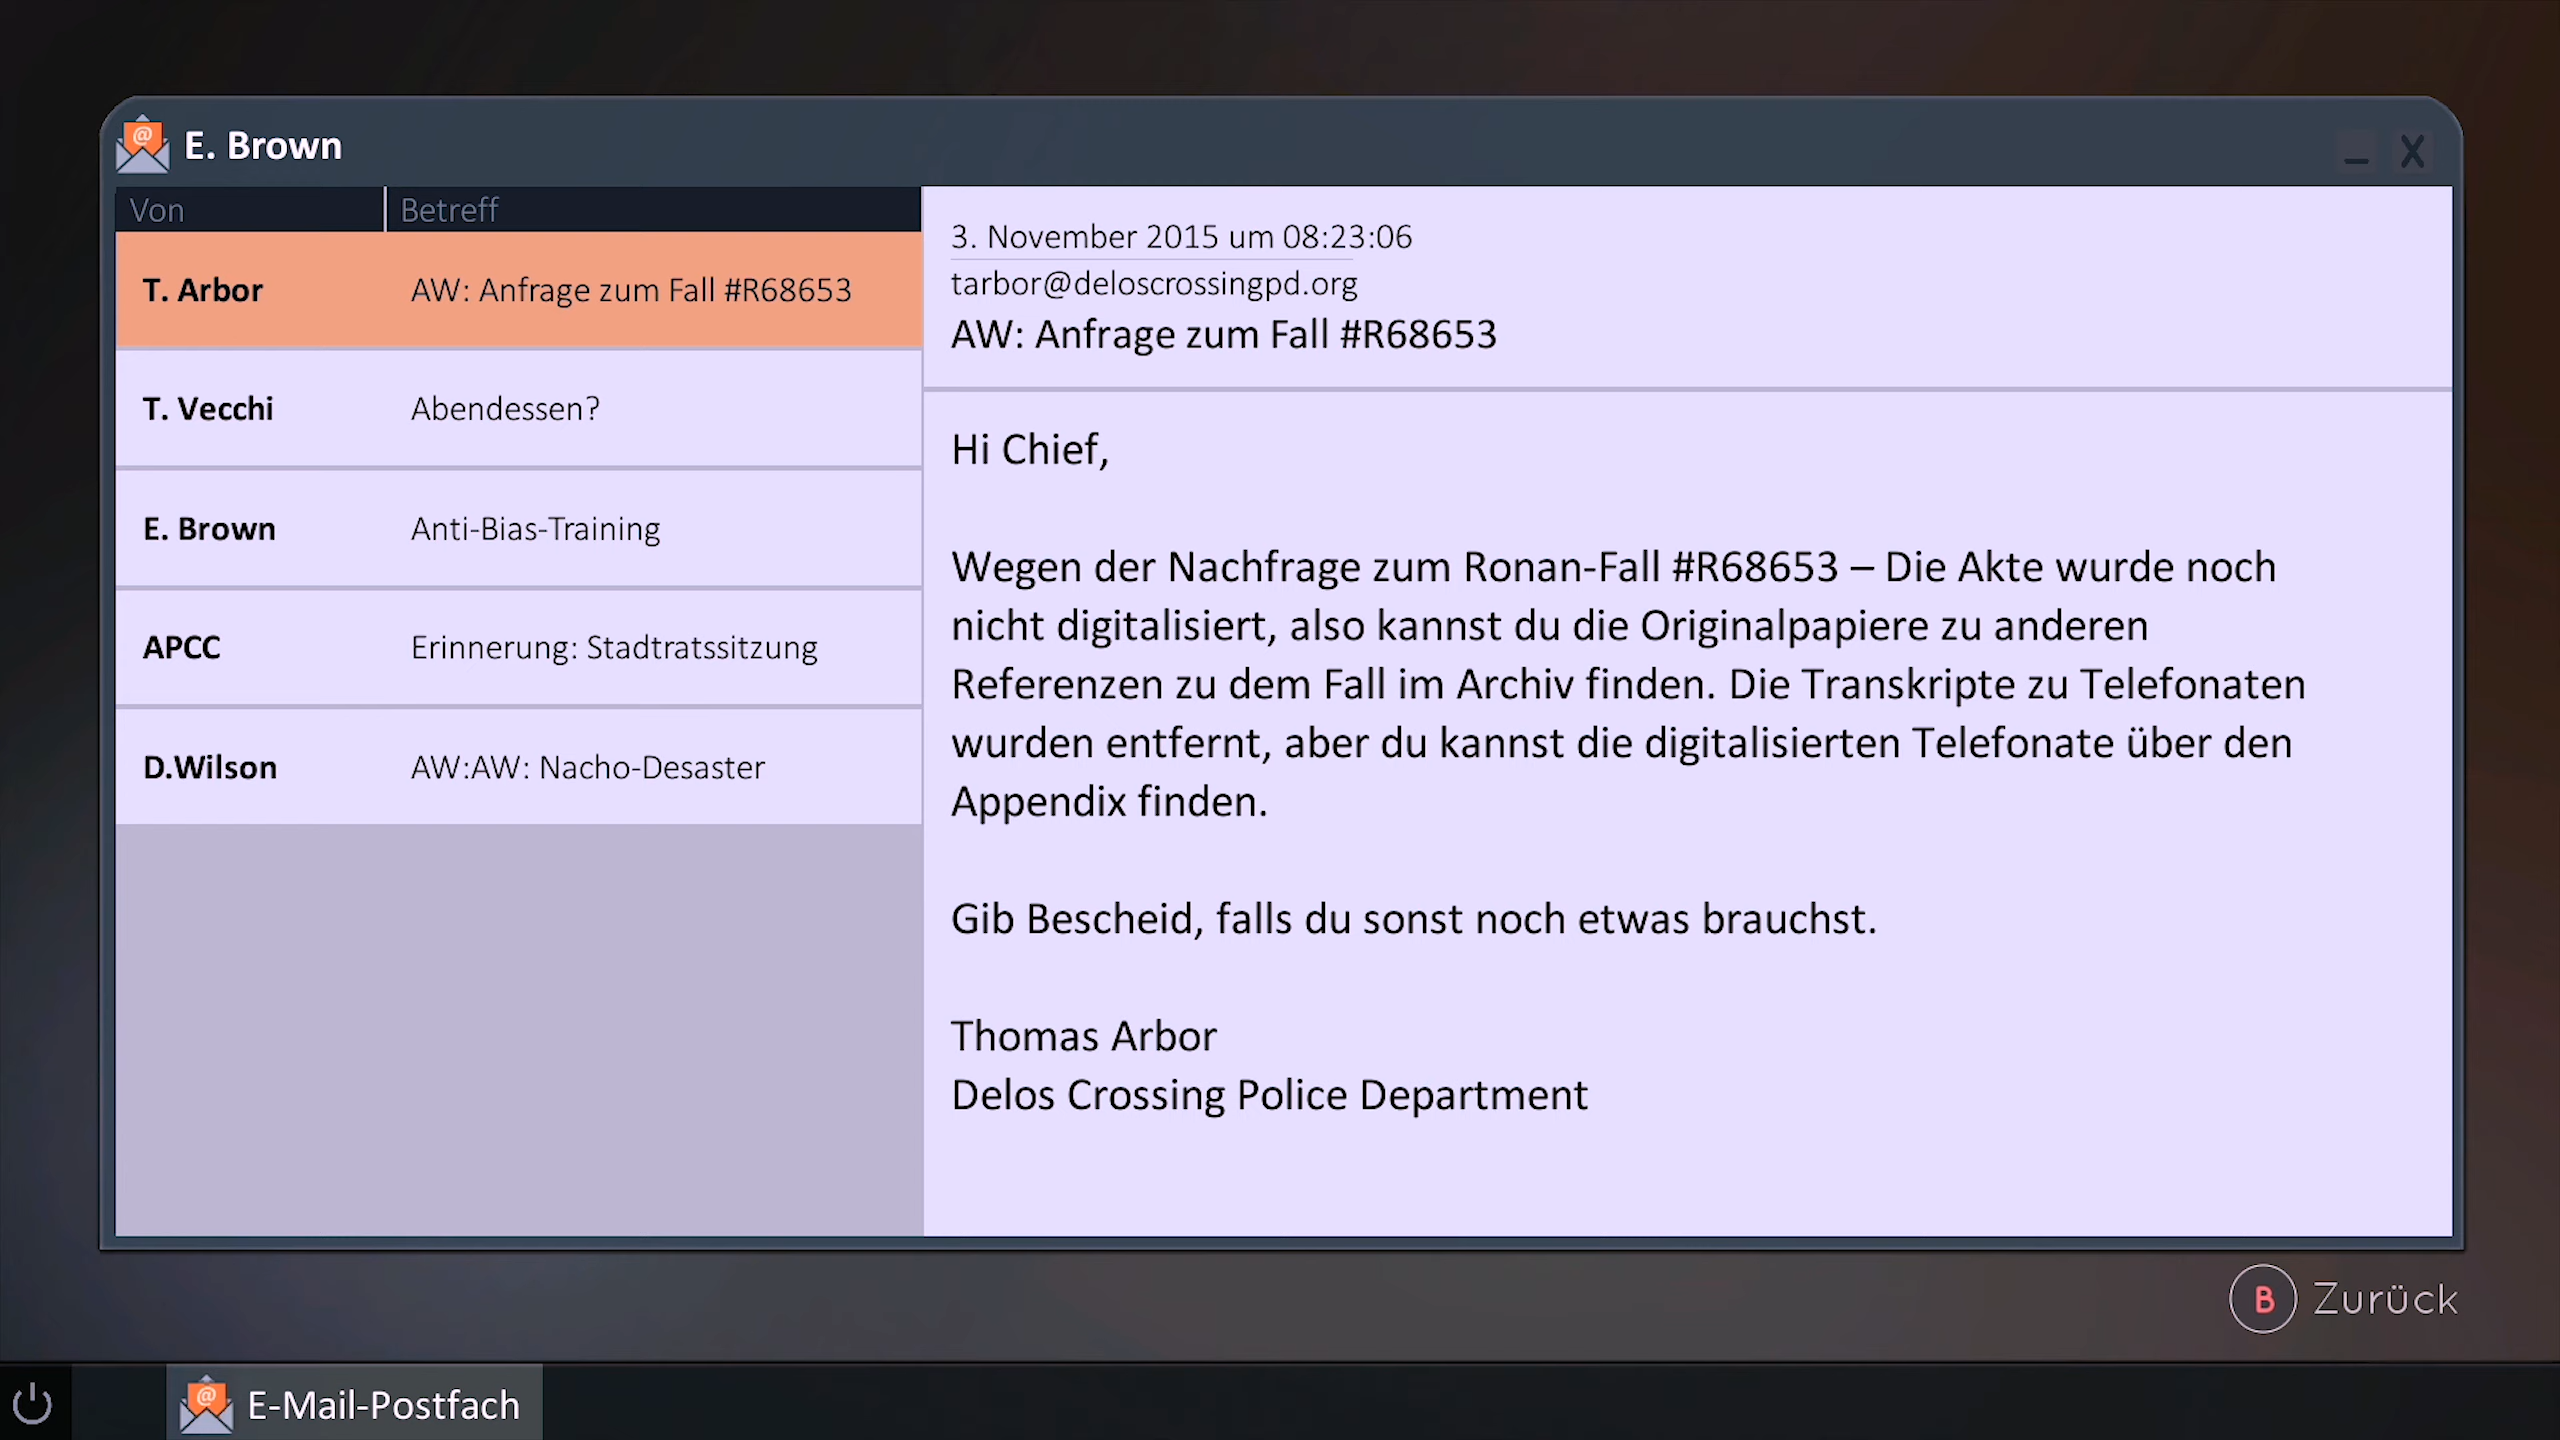 E. Brown
_ X
Von Betreff
T. Arbor AW: Anfrage zum Fall #R68653
T. Vecchi Abendessen?
E. Brown Anti-Bias-Training
APCC Erinnerung: Stadtratssitzung
D.Wilson AW:AW: Nacho-Desaster
3. November 2015 um 08:23:06
tarbor@deloscrossingpd.org
AW: Anfrage zum Fall #R68653
Hi Chief,
Wegen der Nachfrage zum Ronan-Fall #R68653 – Die Akte wurde noch
nicht digitalisiert, also kannst du die Originalpapiere zu anderen
Referenzen zu dem Fall im Archiv finden. Die Transkripte zu Telefonaten
wurden entfernt, aber du kannst die digitalisierten Telefonate über den
Appendix finden.
Gib Bescheid, falls du sonst noch etwas brauchst.
Thomas Arbor
Delos Crossing Police Department
B Zurück
E-Mail-Postfach